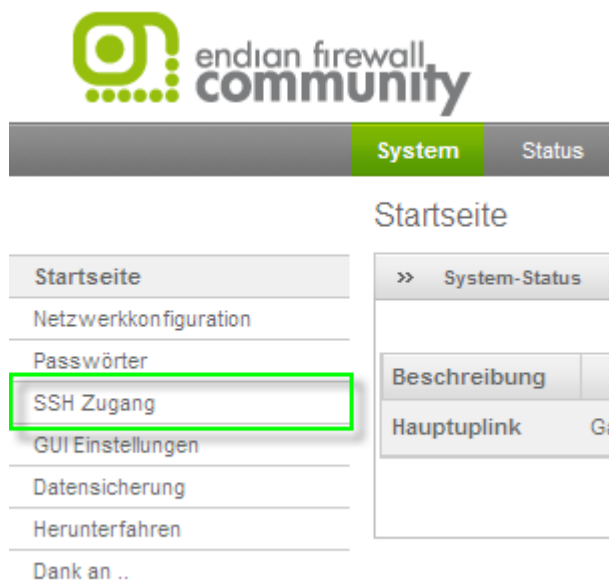 endian firewall
community
System Status
Startseite
Startseite
Netzwerkkonfiguration
Passwörter
SSH Zugang
GUI Einstellungen
Datensicherung
Herunterfahren
Dank an ..
» System-Status
Beschreibung
Hauptuplink